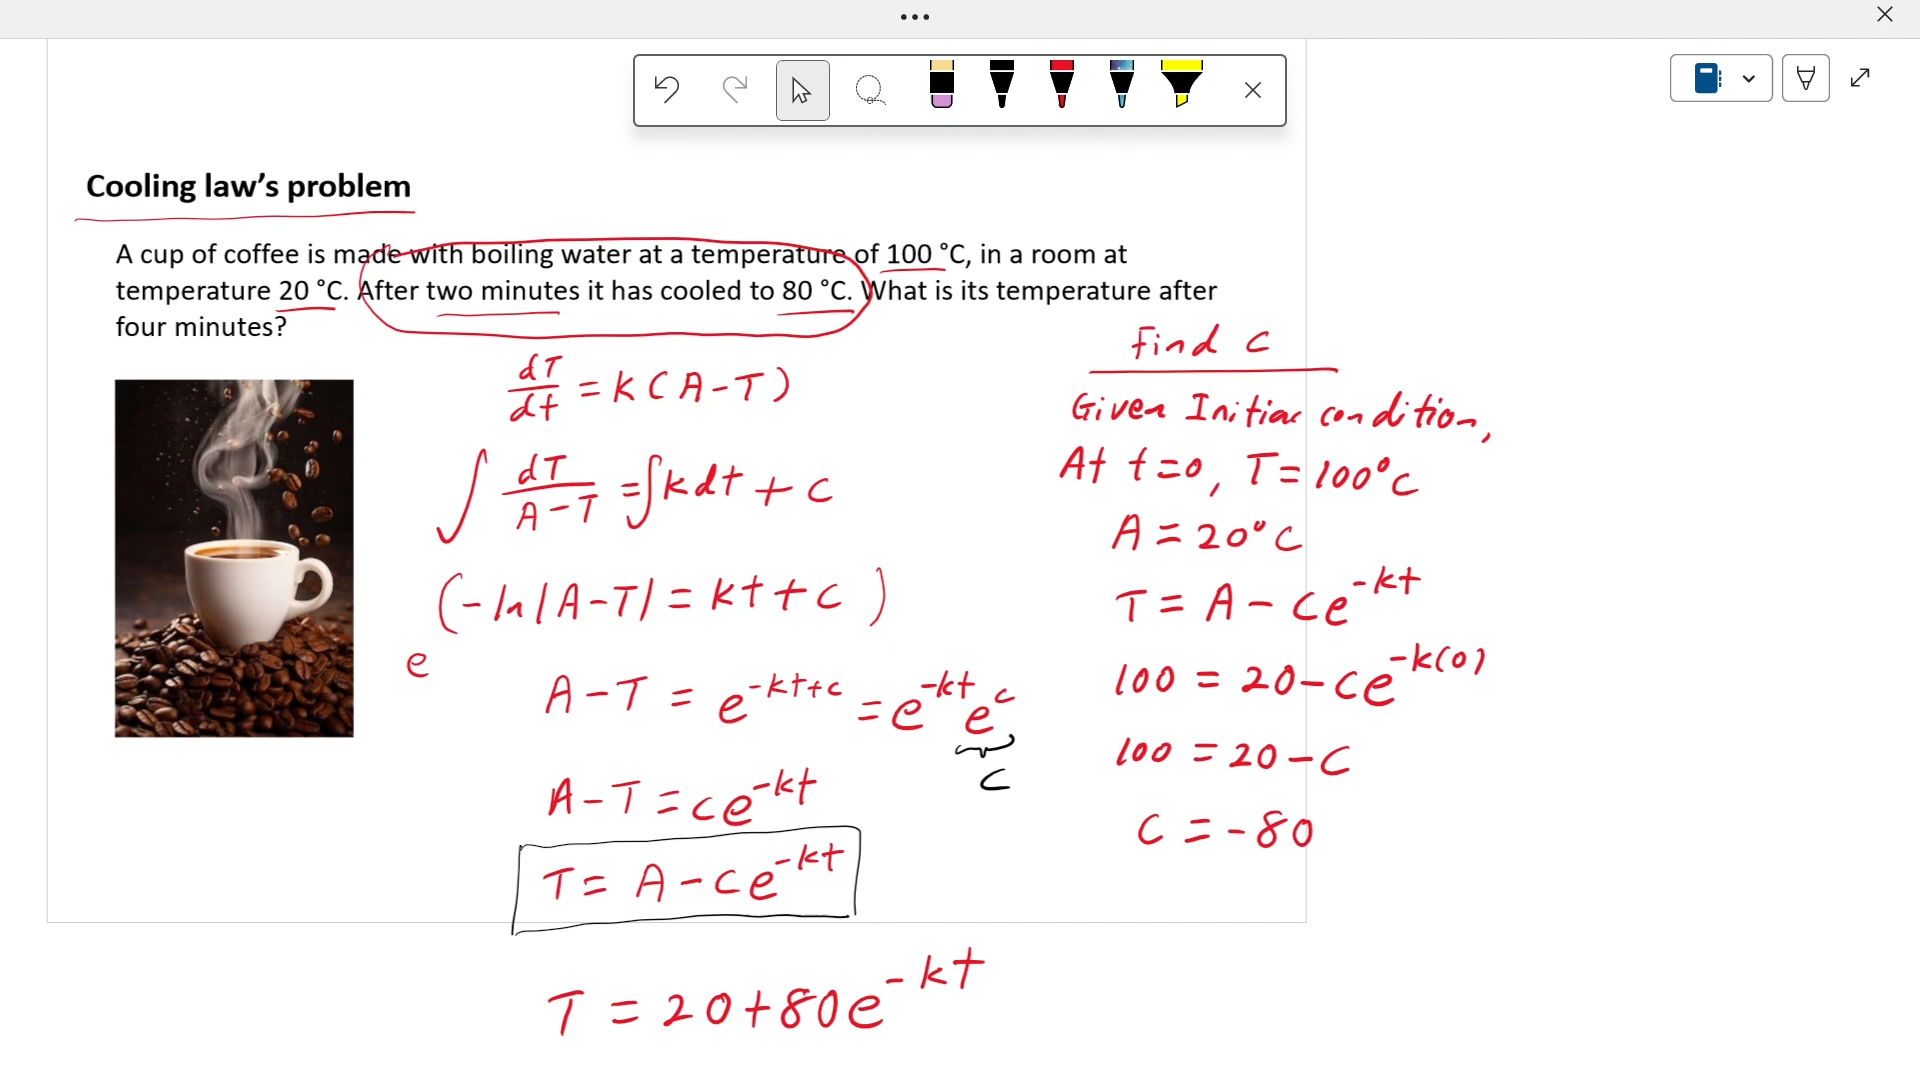 Cooling law's problem
A cup of coffee is made with boiling water at a temperature of 100 °C, in a room at
temperature 20 °C. After two minutes it has cooled to 80 °C. What is its temperature after
four minutes?
dT/dt = K(A-T)
∫ dT/A-T = ∫kdt + c
(-ln|A-T| = kt+c )
e
A-T = e^-kt+c = e^-kt e^c
c
A-T = ce^-kt
T = A-ce^-kt
T = 20+80e^-kt
Find c
Given Initial condition,
At t=0, T=100°C
A = 20°C
T = A - ce^-kt
100 = 20-ce^-k(0)
100 = 20-C
C = -80